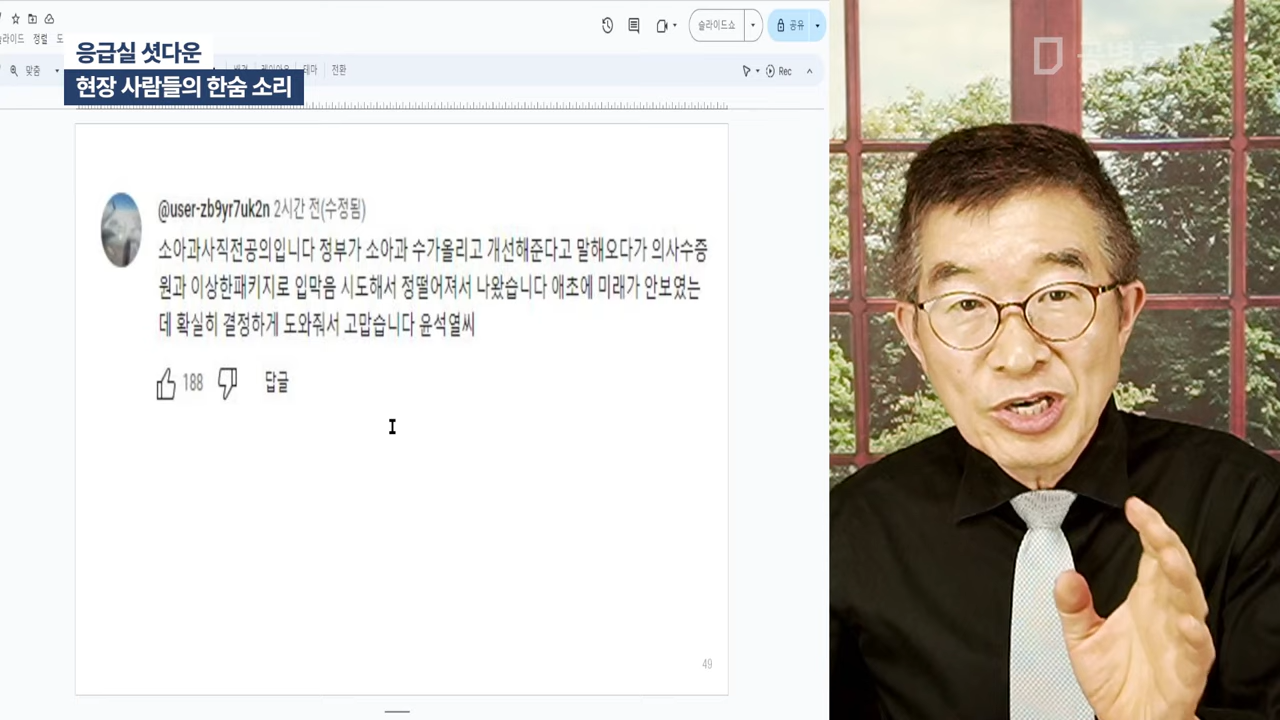 슬라이드쇼
공유
라이드 정렬 도
응급실 셧다운
맞춤
테마
전환
Rec
현장 사람들의 한숨 소리
@user-zb9yr7uk2n 2시간 전(수정됨)
소아과사직전공의입니다 정부가 소아과 수가올리고 개선해준다고 말해오다가 의사수증
원과 이상한패키지로 입막음 시도해서 정떨어져서 나왔습니다 애초에 미래가 안보였는
데 확실히 결정하게 도와줘서 고맙습니다 윤석열씨
188
답글
49